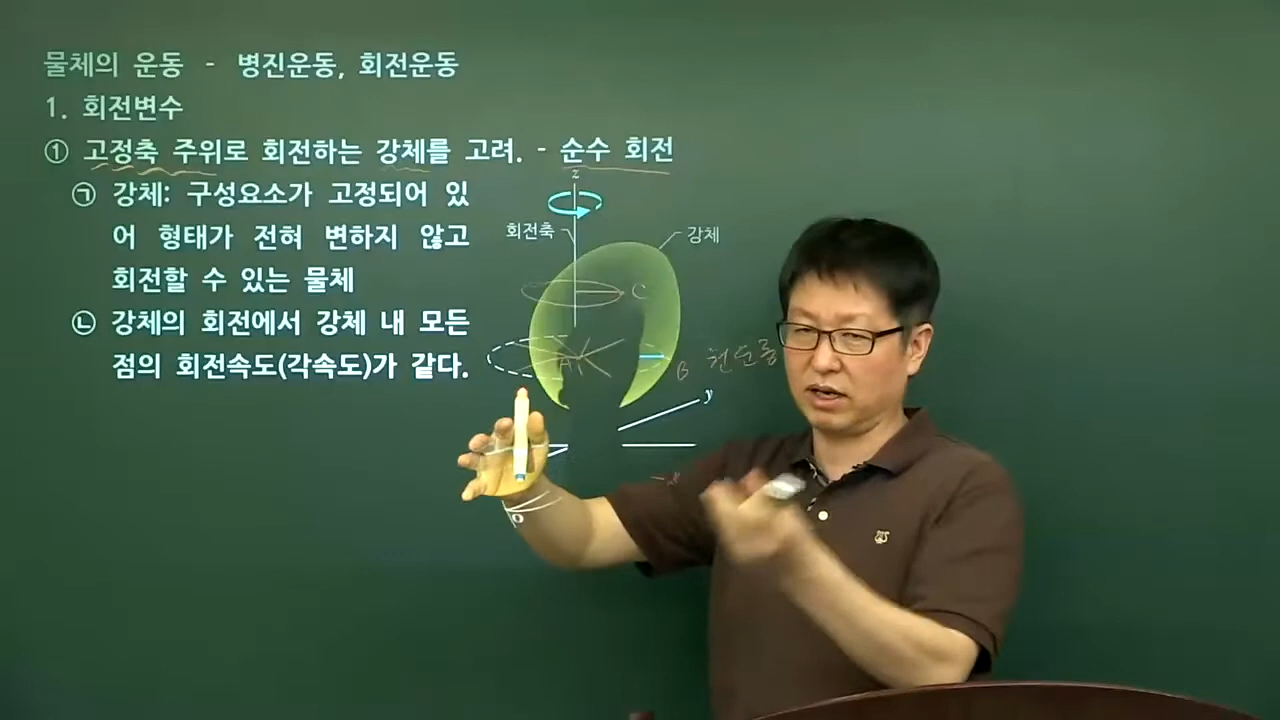 물체의 운동 - 병진운동, 회전운동
1. 회전변수
① 고정축 주위로 회전하는 강체를 고려. - 순수 회전
㉠ 강체: 구성요소가 고정되어 있
어 형태가 전혀 변하지 않고
회전할 수 있는 물체
㉡ 강체의 회전에서 강체 내 모든
점의 회전속도(각속도)가 같다.
z
회전축
강체
C
A
B
y
x
O